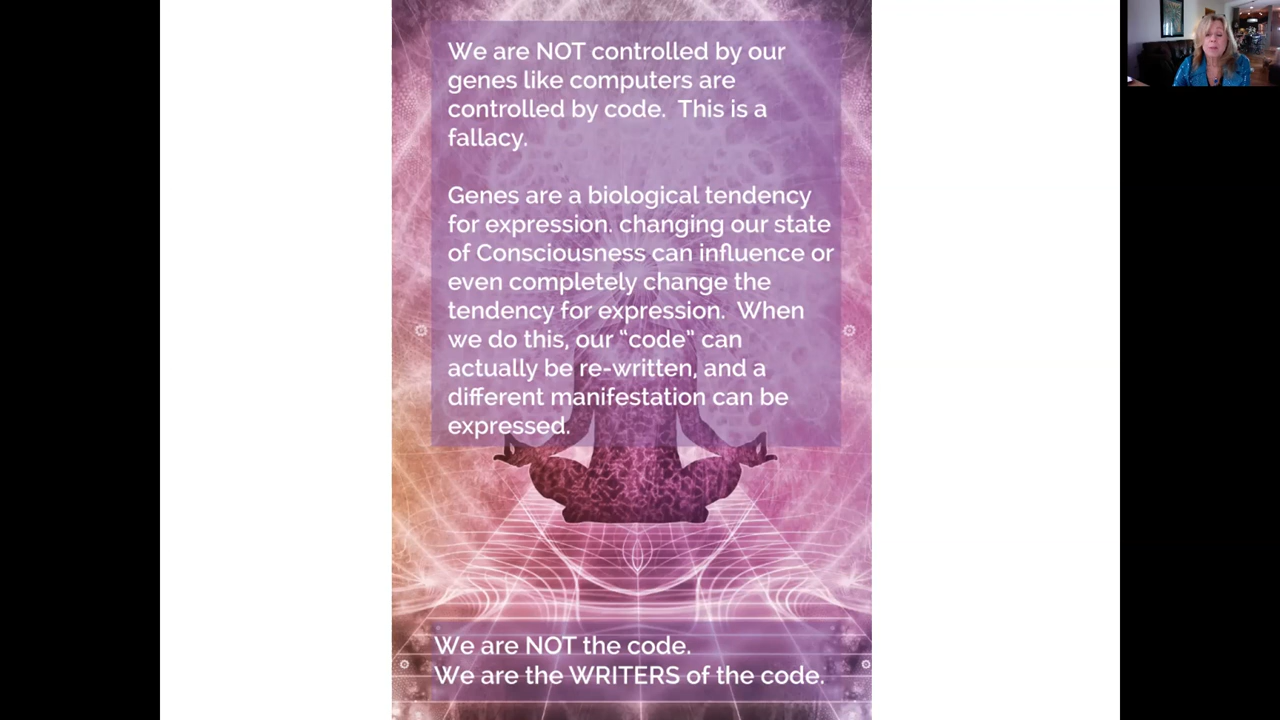 We are NOT controlled by our
genes like computers are
controlled by code.  This is a
fallacy.
Genes are a biological tendency
for expression. changing our state
of Consciousness can influence or
even completely change the
tendency for expression.  When
we do this, our “code” can
actually be re-written, and a
different manifestation can be
expressed.
We are NOT the code.
We are the WRITERS of the code.